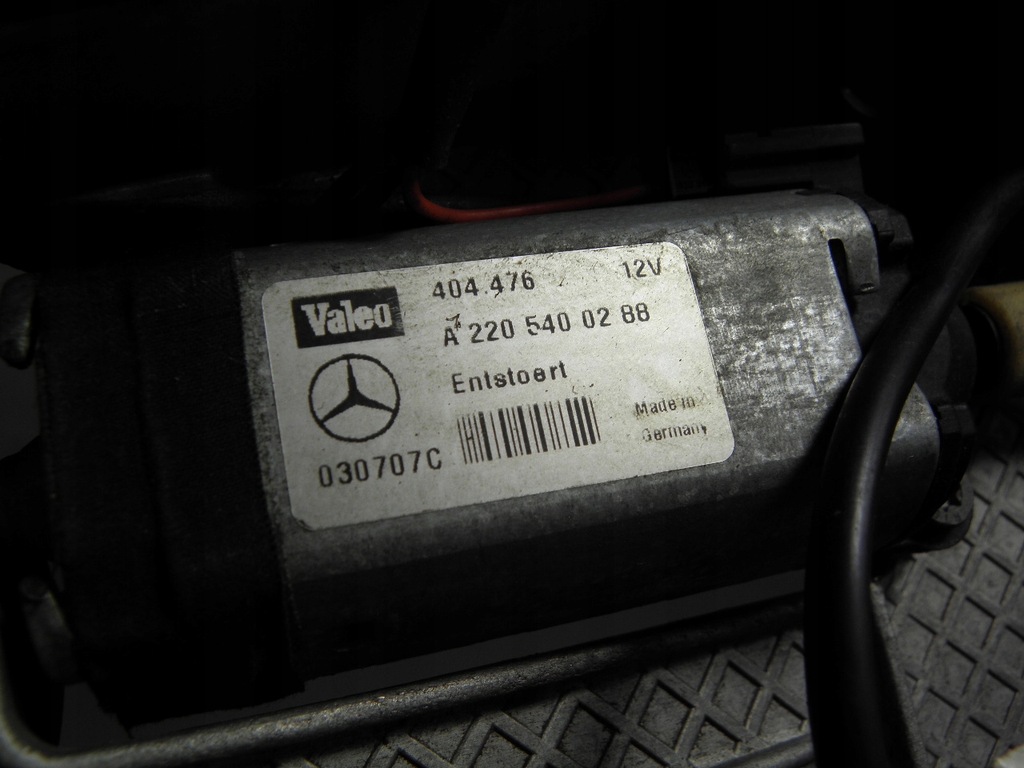 Valeo
404.476 12V
A 220 540 02 88
Entstoert
Made in
Germany
030707C